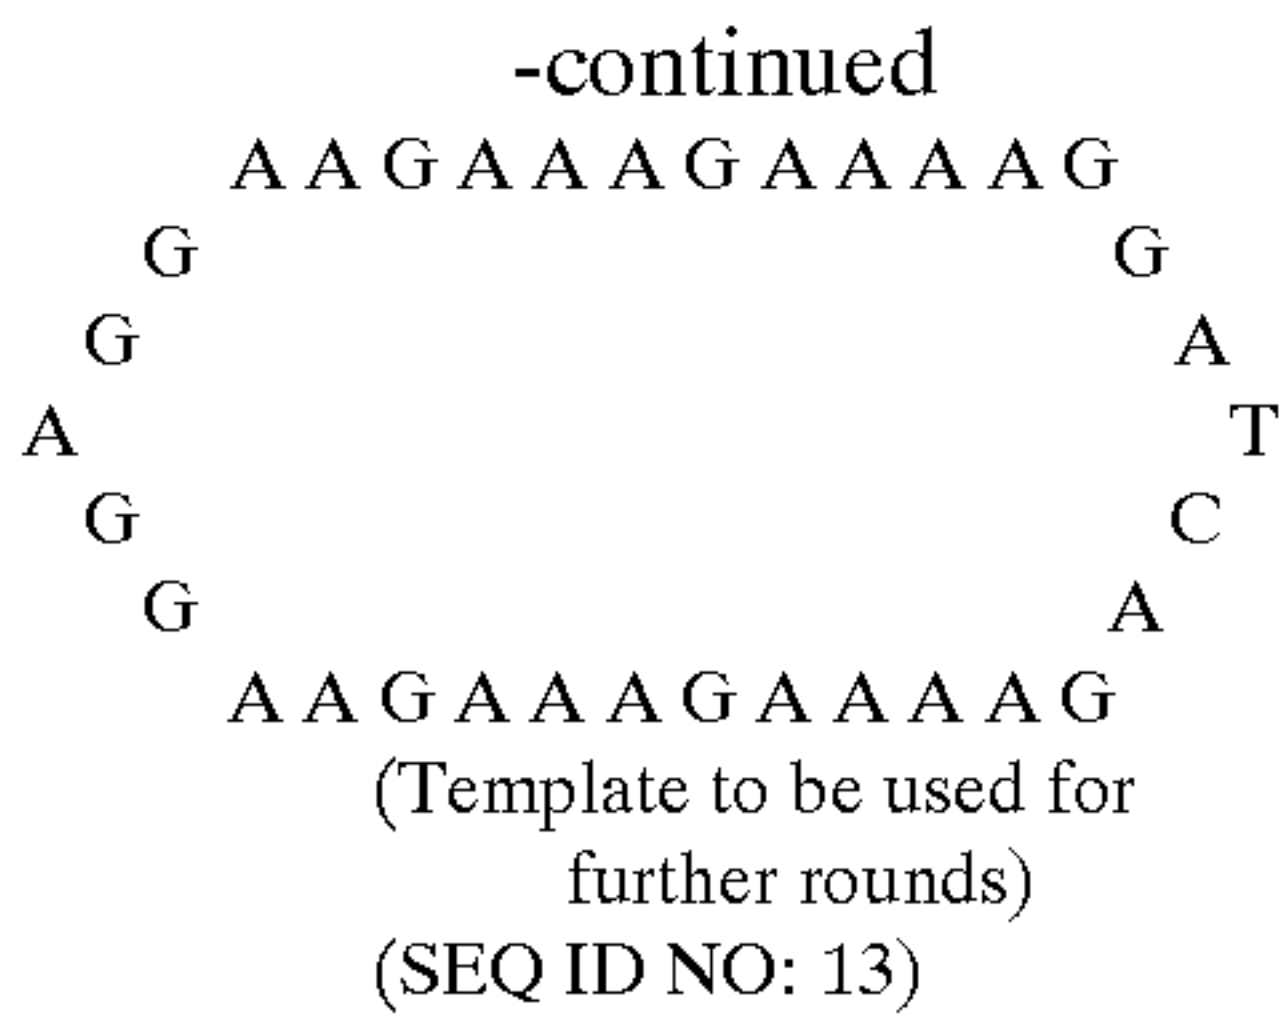 -continued
A A G A A A G A A A A G
G G
G A
A T
G C
G A
A A G A A A G A A A A G
(Template to be used for
further rounds)
(SEQ ID NO: 13)